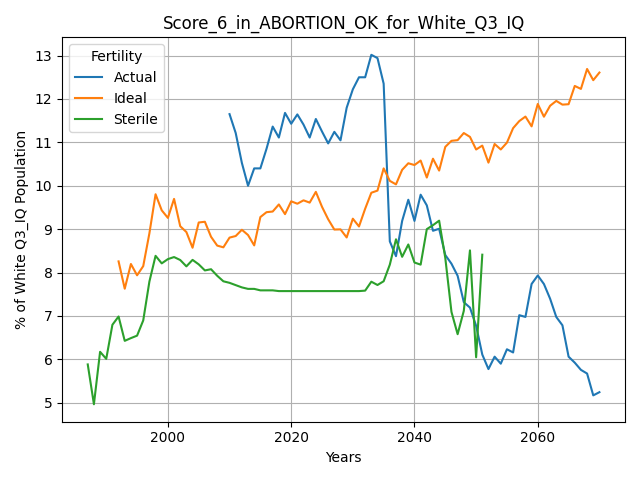 Score_6_in_ABORTION_OK_for_White_Q3_IQ
% of White Q3_IQ Population
13
12
11
10
9
8
7
6
5
Fertility
Actual
Ideal
Sterile
2000 2020 2040 2060
Years